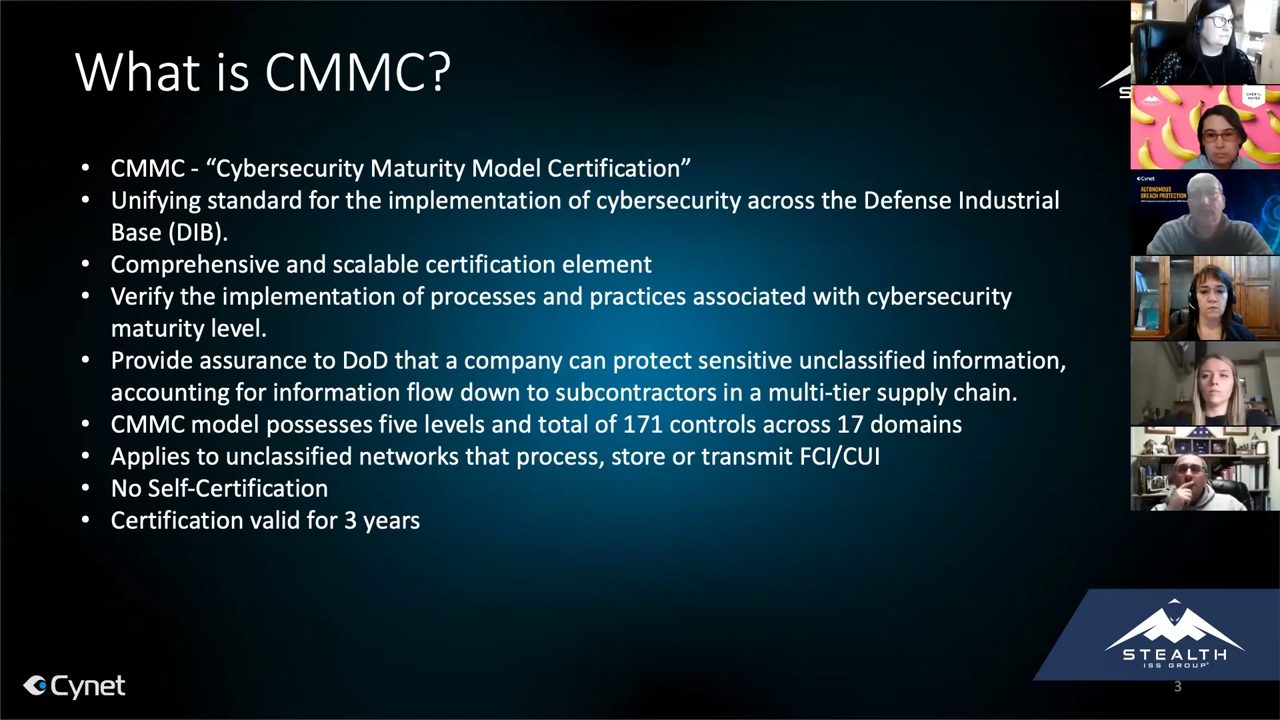 What is CMMC?
• CMMC - “Cybersecurity Maturity Model Certification”
• Unifying standard for the implementation of cybersecurity across the Defense Industrial
Base (DIB).
• Comprehensive and scalable certification element
• Verify the implementation of processes and practices associated with cybersecurity
maturity level.
• Provide assurance to DoD that a company can protect sensitive unclassified information,
accounting for information flow down to subcontractors in a multi-tier supply chain.
• CMMC model possesses five levels and total of 171 controls across 17 domains
• Applies to unclassified networks that process, store or transmit FCI/CUI
• No Self-Certification
• Certification valid for 3 years
Cynet
AUTONOMOUS
BREACH PROTECTION
STEALTH
ISS GROUP
Cynet
3